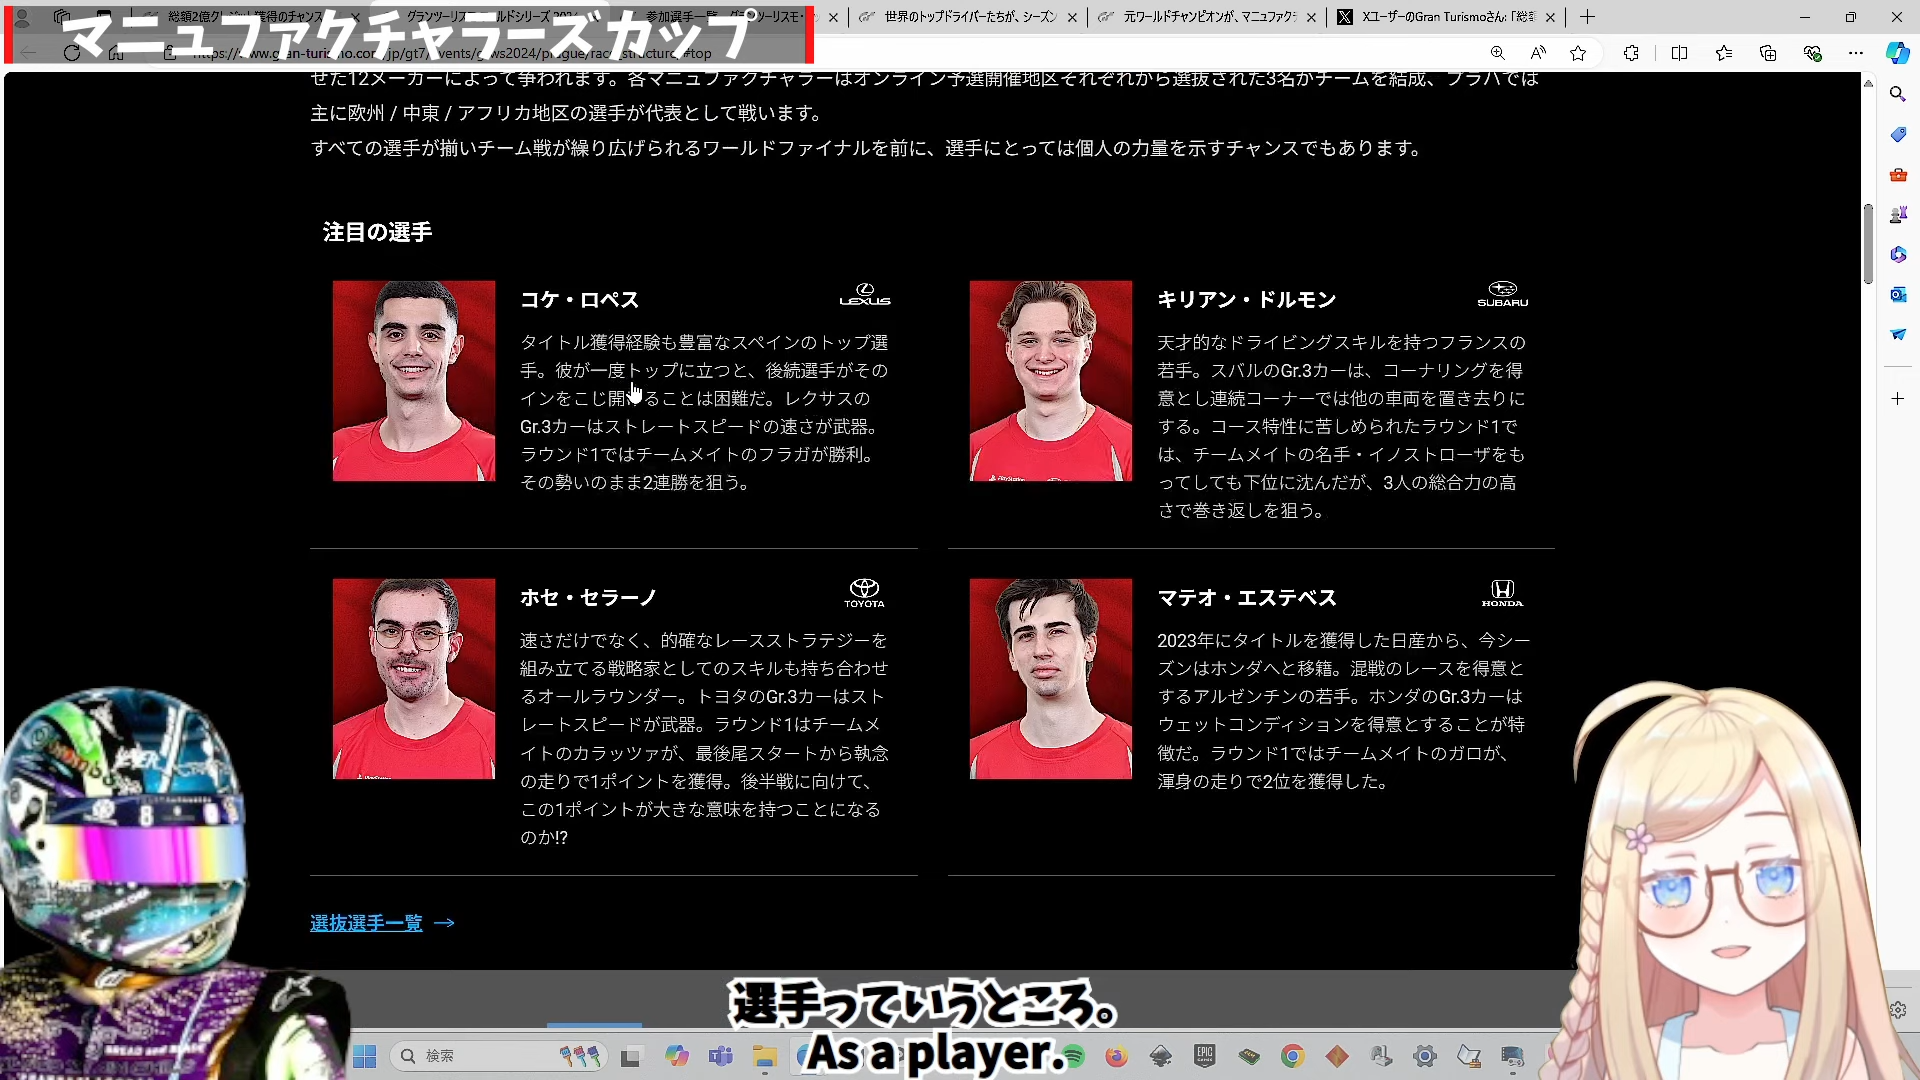 マニュファクチャラーズカップ
世界のトップドライバーたちが、シーズン
元ワールドチャンピオンが、マニュファクチ
XユーザーのGran Turismoさん:「総額
せた12メーカーによって争われます。各マニュファクチャラーはオンライン予選開催地区それぞれから選抜された3名がチームを結成、プラハでは
主に欧州 / 中東 / アフリカ地区の選手が代表として戦います。
すべての選手が揃いチーム戦が繰り広げられるワールドファイナルを前に、選手にとっては個人の力量を示すチャンスでもあります。
注目の選手
コケ・ロペス
LEXUS
タイトル獲得経験も豊富なスペインのトップ選
手。彼が一度トップに立つと、後続選手がその
インをこじ開けることは困難だ。レクサスの
Gr.3カーはストレートスピードの速さが武器。
ラウンド1ではチームメイトのフラガが勝利。
その勢いのまま2連勝を狙う。
キリアン・ドルモン
SUBARU
天才的なドライビングスキルを持つフランスの
若手。スバルのGr.3カーは、コーナリングを得
意とし連続コーナーでは他の車両を置き去りに
する。コース特性に苦しめられたラウンド1で
は、チームメイトの名手・イノストローザをも
ってしても下位に沈んだが、3人の総合力の高
さで巻き返しを狙う。
ホセ・セラーノ
TOYOTA
速さだけでなく、的確なレースストラテジーを
組み立てる戦略家としてのスキルも持ち合わせ
るオールラウンダー。トヨタのGr.3カーはスト
レートスピードが武器。ラウンド1はチームメ
イトのカラッツァが、最後尾スタートから執念
の走りで1ポイントを獲得。後半戦に向けて、
この1ポイントが大きな意味を持つことになる
のか!?
マテオ・エステベス
HONDA
2023年にタイトルを獲得した日産から、今シー
ズンはホンダへと移籍。混戦のレースを得意と
するアルゼンチンの若手。ホンダのGr.3カーは
ウェットコンディションを得意とすることが特
徴だ。ラウンド1ではチームメイトのガロが、
渾身の走りで2位を獲得した。
選抜選手一覧
選手っていうところ。
As a player.
検索
EPIC
8